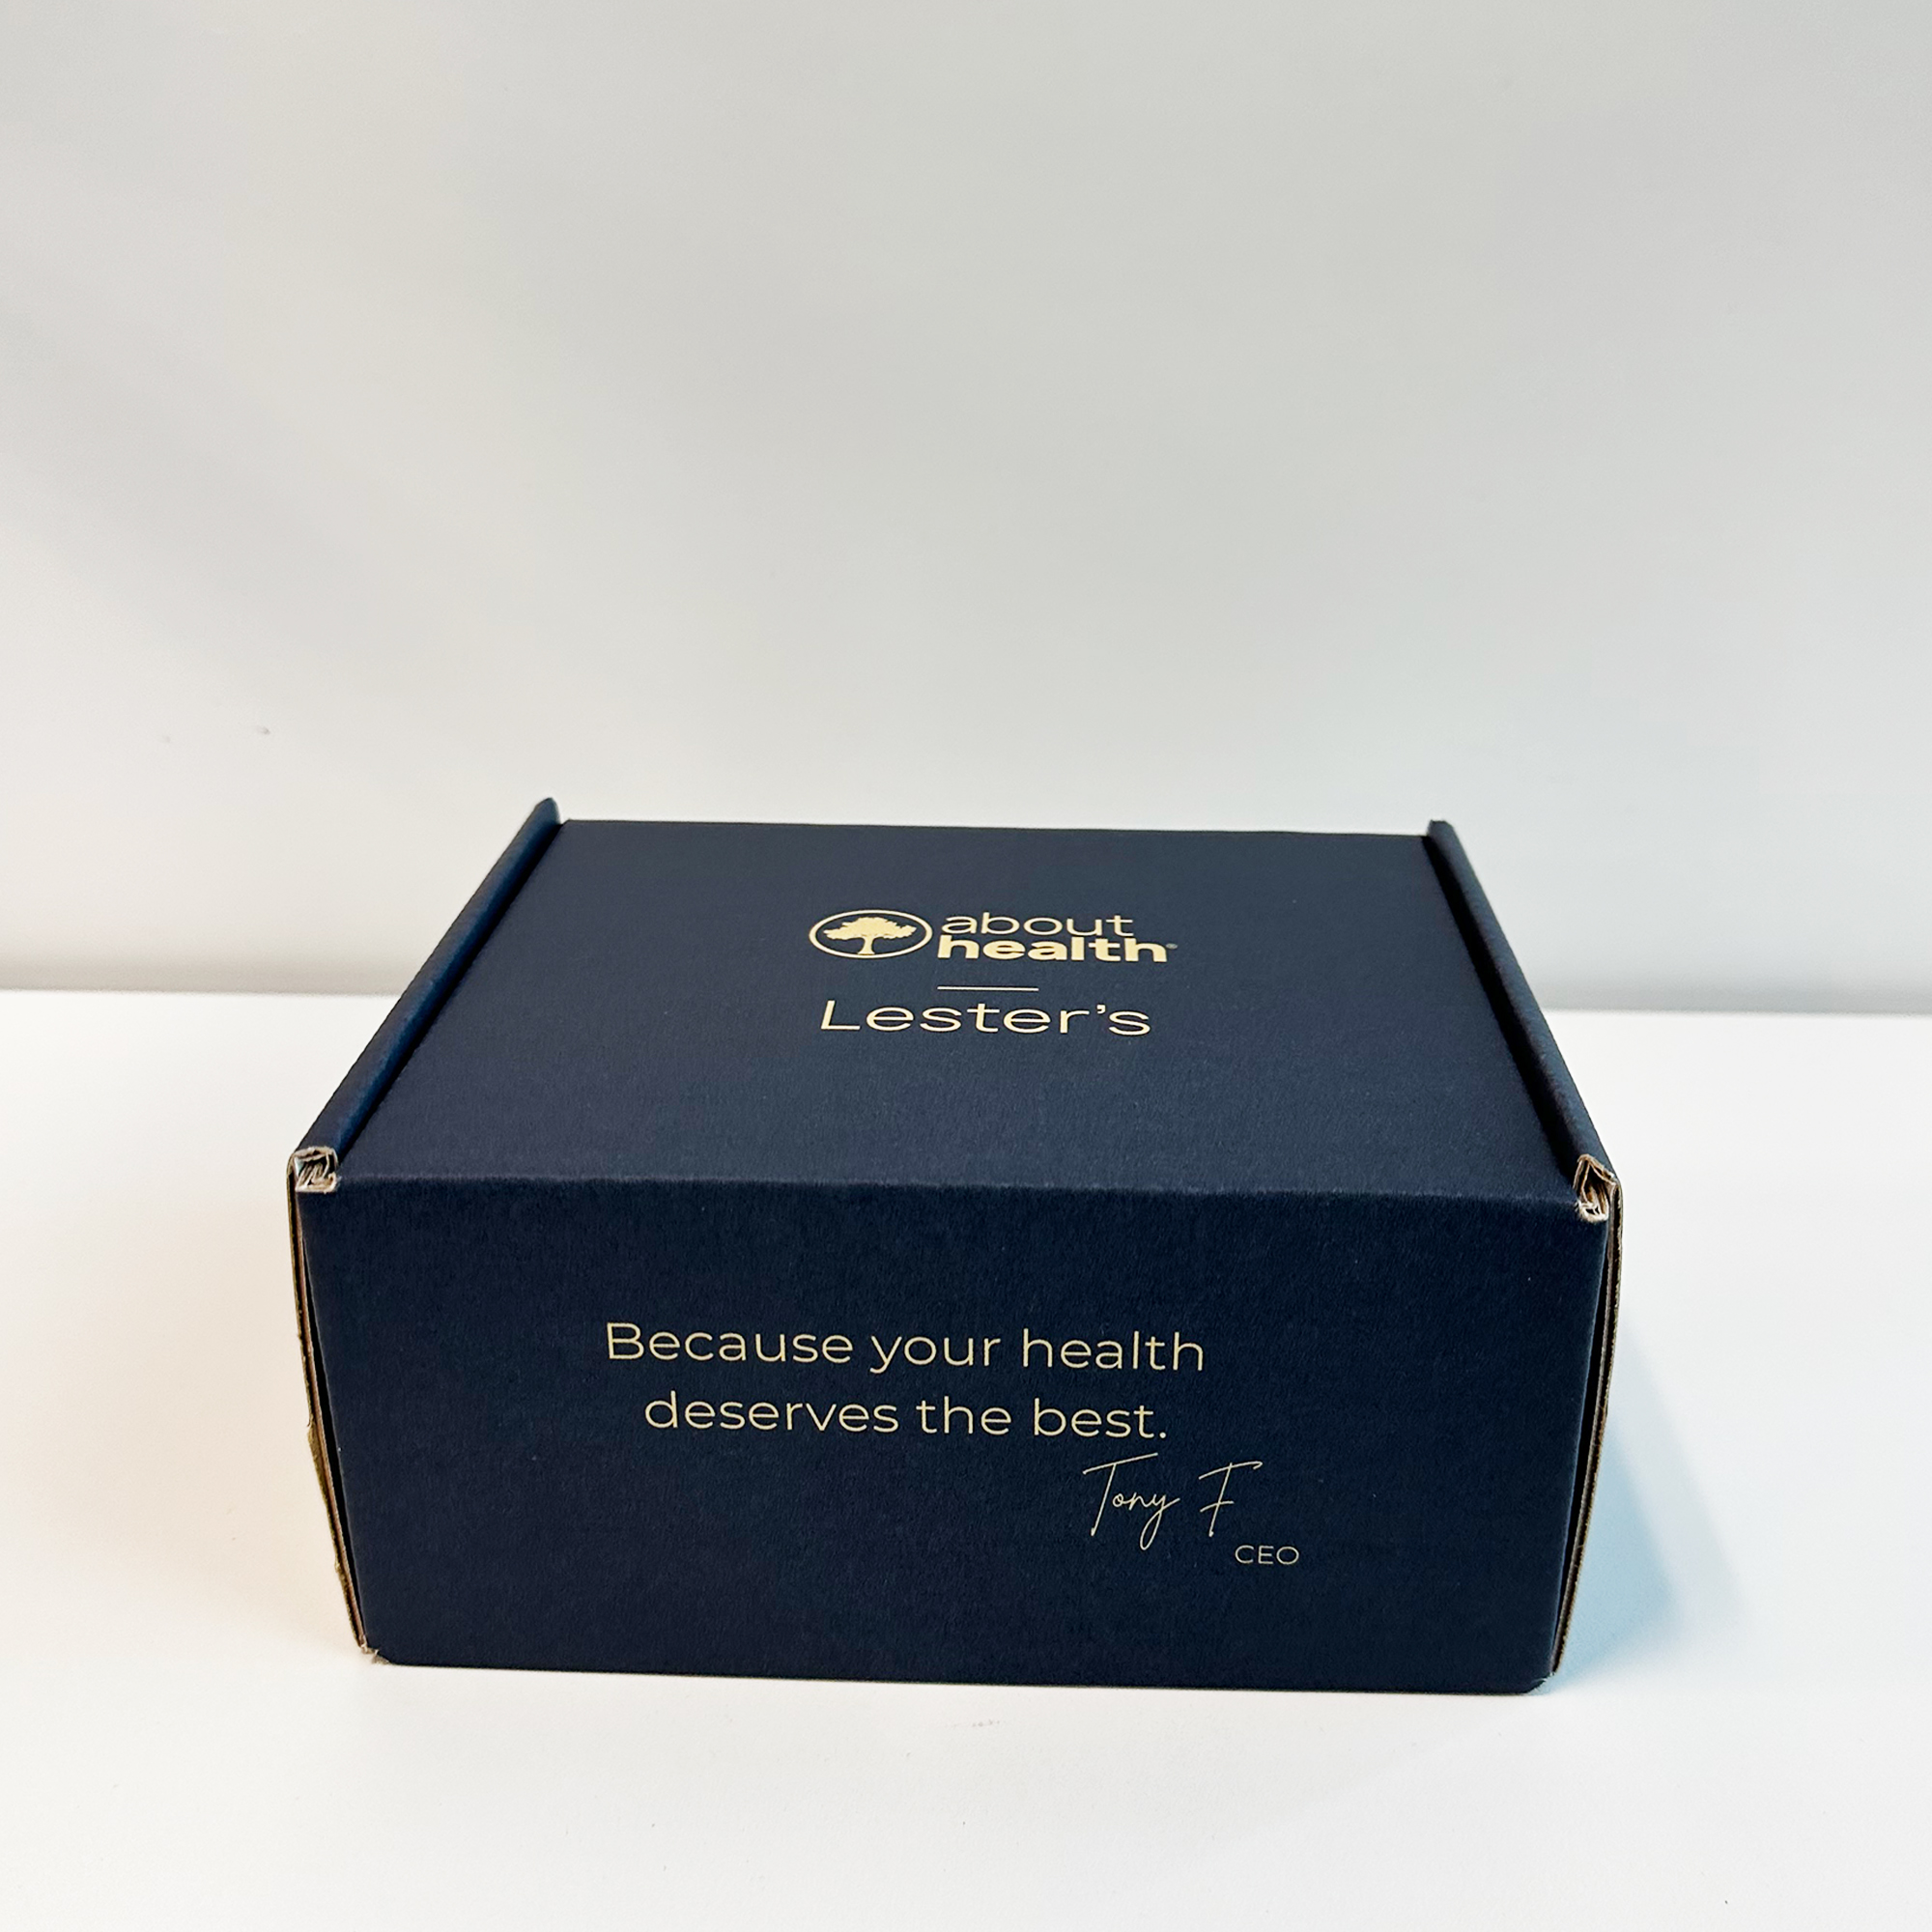 about
health
Lester's
Because your health
deserves the best.
Tony F
CEO